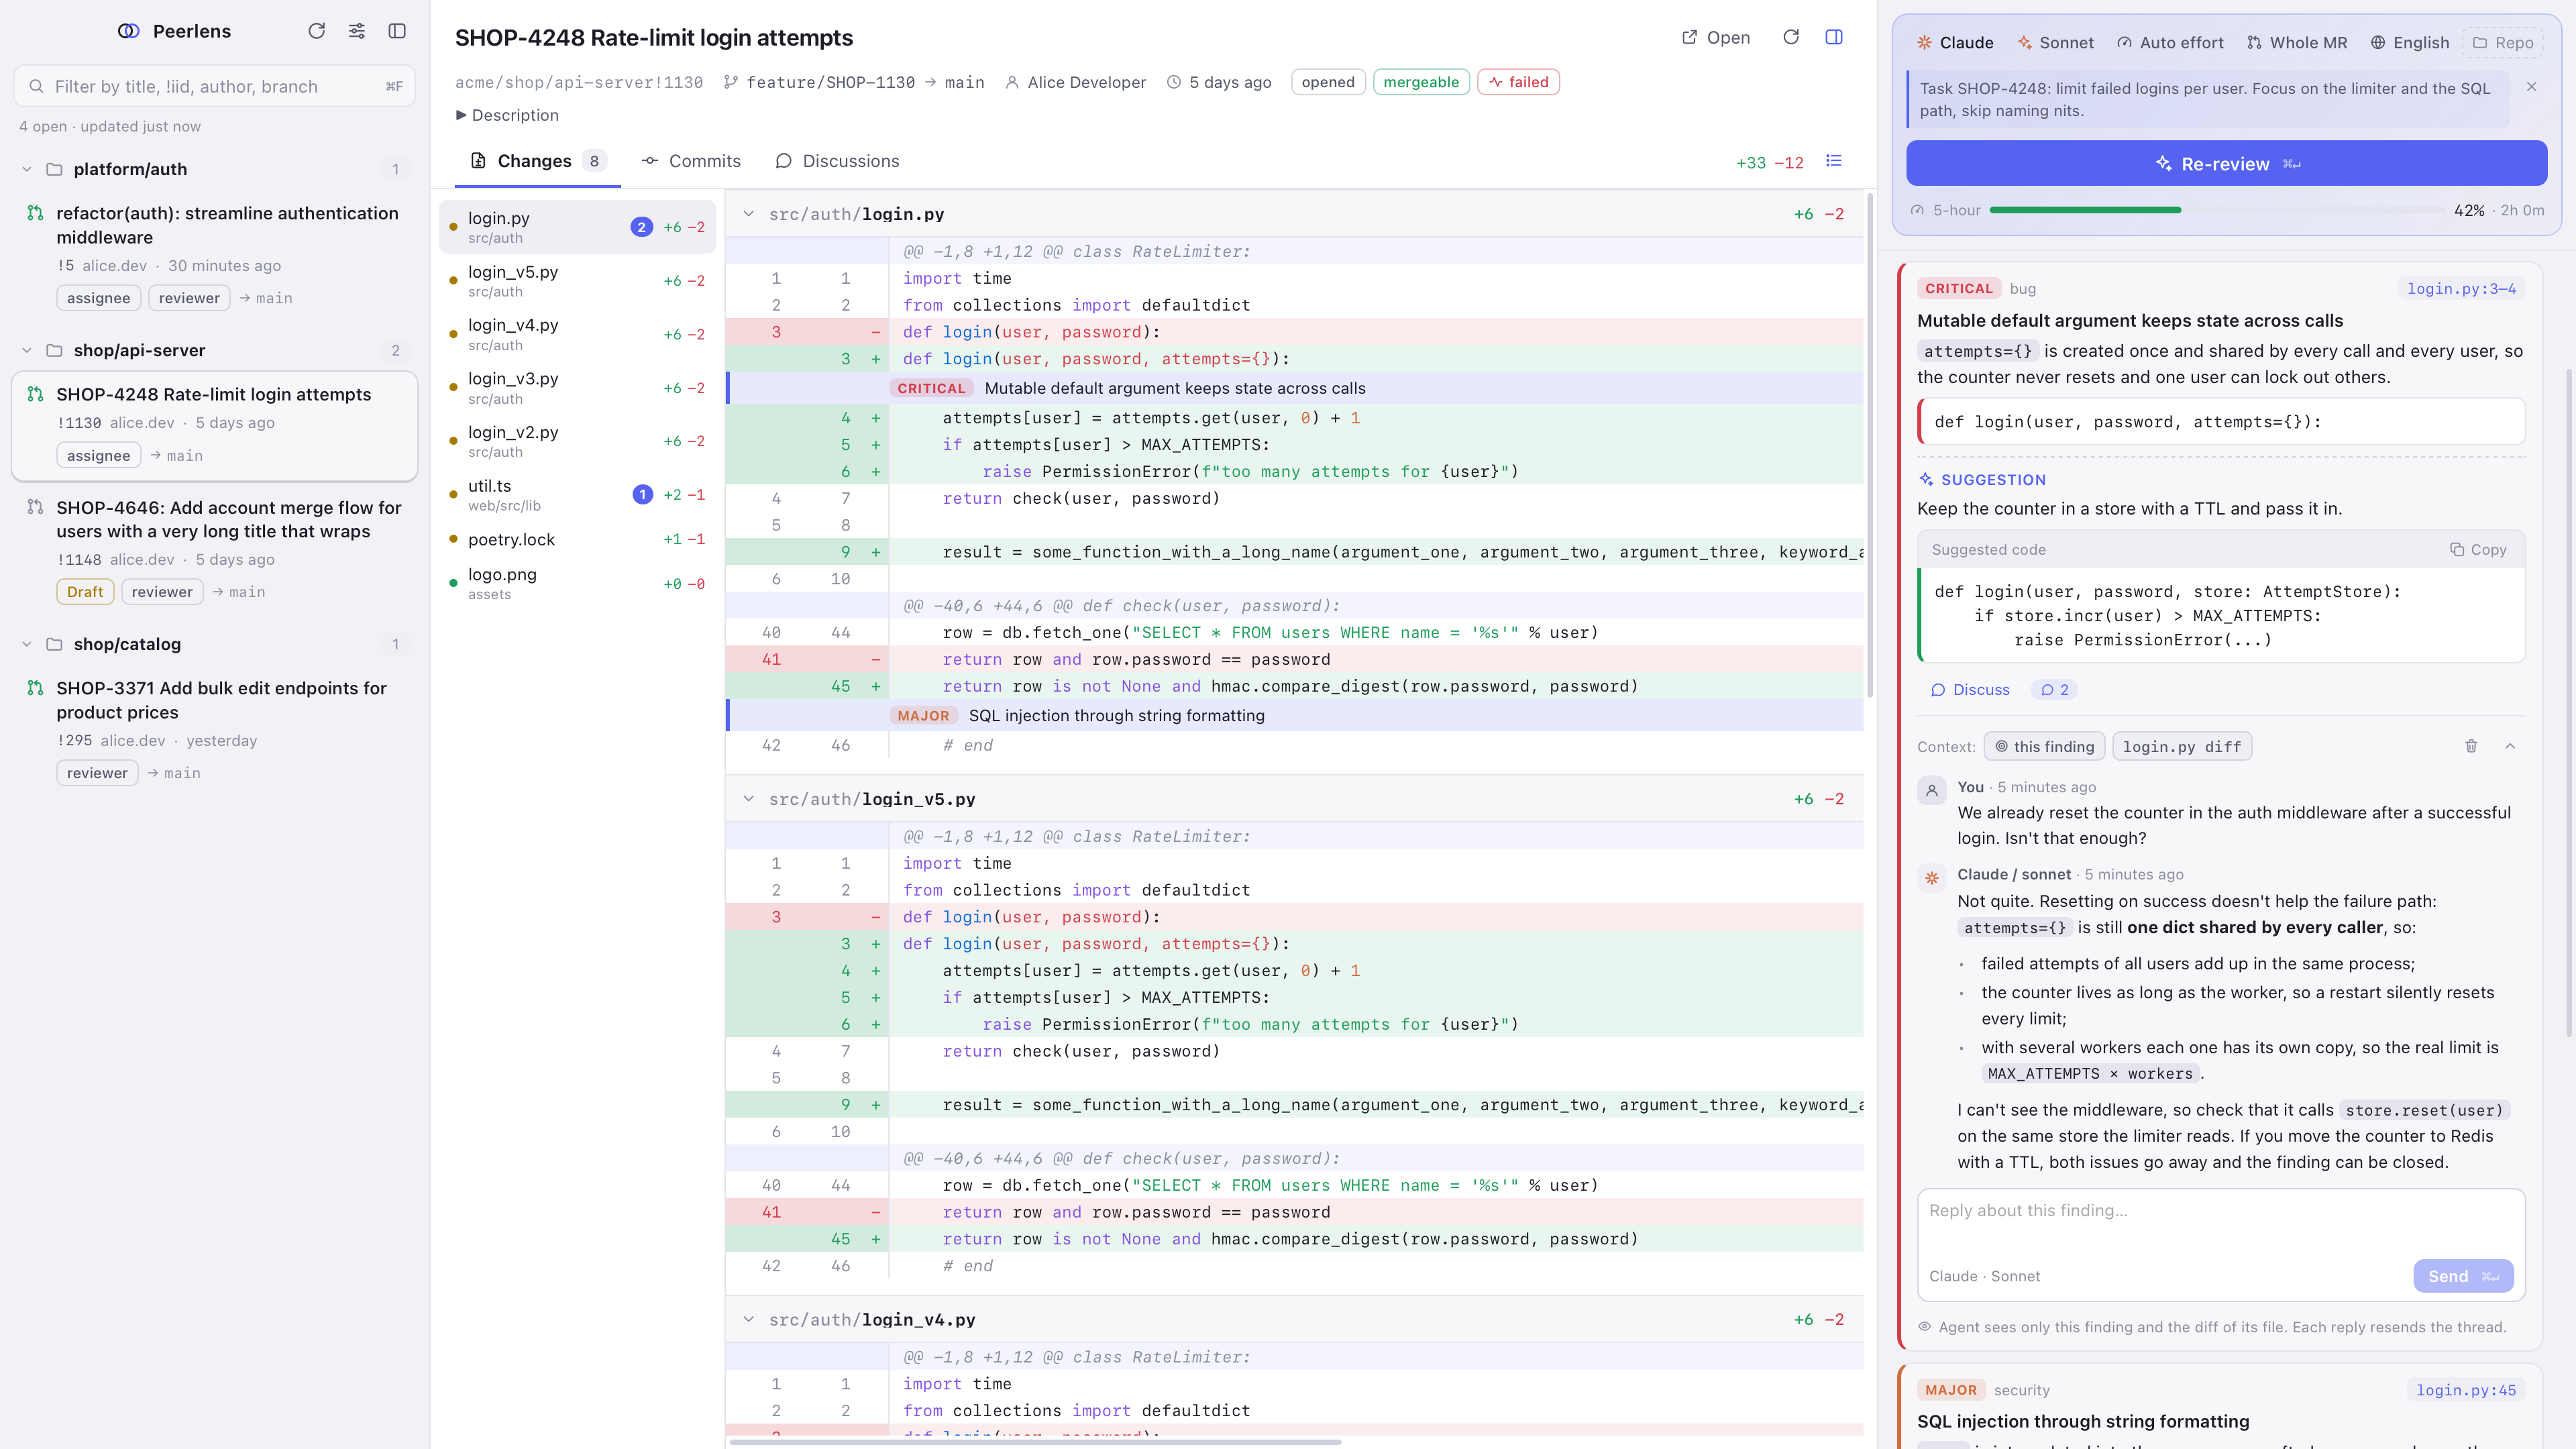 Peerlens
Filter by title, !iid, author, branch ⌘F
4 open · updated just now
platform/auth 1
refactor(auth): streamline authentication
middleware
!5 alice.dev · 30 minutes ago
assignee reviewer → main
shop/api-server 2
SHOP-4248 Rate-limit login attempts
!1130 alice.dev · 5 days ago
assignee → main
SHOP-4646: Add account merge flow for
users with a very long title that wraps
!1148 alice.dev · 5 days ago
Draft reviewer → main
shop/catalog 1
SHOP-3371 Add bulk edit endpoints for
product prices
!295 alice.dev · yesterday
reviewer → main
SHOP-4248 Rate-limit login attempts
Open
acme/shop/api-server!1130 feature/SHOP-1130 → main Alice Developer 5 days ago opened mergeable failed
▶ Description
Changes 8 Commits Discussions +33 −12
login.py 2 +6 −2
src/auth
login_v5.py +6 −2
src/auth
login_v4.py +6 −2
src/auth
login_v3.py +6 −2
src/auth
login_v2.py +6 −2
src/auth
util.ts 1 +2 −1
web/src/lib
poetry.lock +1 −1
logo.png +0 −0
assets
src/auth/login.py +6 −2
@@ −1,8 +1,12 @@ class RateLimiter:
1 1 import time
2 2 from collections import defaultdict
3 − def login(user, password):
3 + def login(user, password, attempts={}):
CRITICAL Mutable default argument keeps state across calls
4 + attempts[user] = attempts.get(user, 0) + 1
5 + if attempts[user] > MAX_ATTEMPTS:
6 + raise PermissionError(f"too many attempts for {user}")
4 7 return check(user, password)
5 8
9 + result = some_function_with_a_long_name(argument_one, argument_two, argument_three, keyword_a
6 10
@@ −40,6 +44,6 @@ def check(user, password):
40 44 row = db.fetch_one("SELECT * FROM users WHERE name = '%s'" % user)
41 − return row and row.password == password
45 + return row is not None and hmac.compare_digest(row.password, password)
MAJOR SQL injection through string formatting
42 46 # end
src/auth/login_v5.py +6 −2
@@ −1,8 +1,12 @@ class RateLimiter:
1 1 import time
2 2 from collections import defaultdict
3 − def login(user, password):
3 + def login(user, password, attempts={}):
4 + attempts[user] = attempts.get(user, 0) + 1
5 + if attempts[user] > MAX_ATTEMPTS:
6 + raise PermissionError(f"too many attempts for {user}")
4 7 return check(user, password)
5 8
9 + result = some_function_with_a_long_name(argument_one, argument_two, argument_three, keyword_a
6 10
@@ −40,6 +44,6 @@ def check(user, password):
40 44 row = db.fetch_one("SELECT * FROM users WHERE name = '%s'" % user)
41 − return row and row.password == password
45 + return row is not None and hmac.compare_digest(row.password, password)
42 46 # end
src/auth/login_v4.py +6 −2
@@ −1,8 +1,12 @@ class RateLimiter:
1 1 import time
2 2 from collections import defaultdict
3 − def login(user, password):
Claude Sonnet Auto effort Whole MR English Repo
Task SHOP-4248: limit failed logins per user. Focus on the limiter and the SQL
path, skip naming nits.
Re-review ⌘↵
5-hour 42% · 2h 0m
CRITICAL bug login.py:3–4
Mutable default argument keeps state across calls
attempts={} is created once and shared by every call and every user, so
the counter never resets and one user can lock out others.
def login(user, password, attempts={}):
SUGGESTION
Keep the counter in a store with a TTL and pass it in.
Suggested code Copy
def login(user, password, store: AttemptStore):
if store.incr(user) > MAX_ATTEMPTS:
raise PermissionError(...)
Discuss 2
Context: this finding login.py diff
You · 5 minutes ago
We already reset the counter in the auth middleware after a successful
login. Isn't that enough?
Claude / sonnet · 5 minutes ago
Not quite. Resetting on success doesn't help the failure path:
attempts={} is still one dict shared by every caller, so:
· failed attempts of all users add up in the same process;
· the counter lives as long as the worker, so a restart silently resets
every limit;
· with several workers each one has its own copy, so the real limit is
MAX_ATTEMPTS × workers.
I can't see the middleware, so check that it calls store.reset(user)
on the same store the limiter reads. If you move the counter to Redis
with a TTL, both issues go away and the finding can be closed.
Reply about this finding...
Claude · Sonnet Send ⌘↵
Agent sees only this finding and the diff of its file. Each reply resends the thread.
MAJOR security login.py:45
SQL injection through string formatting